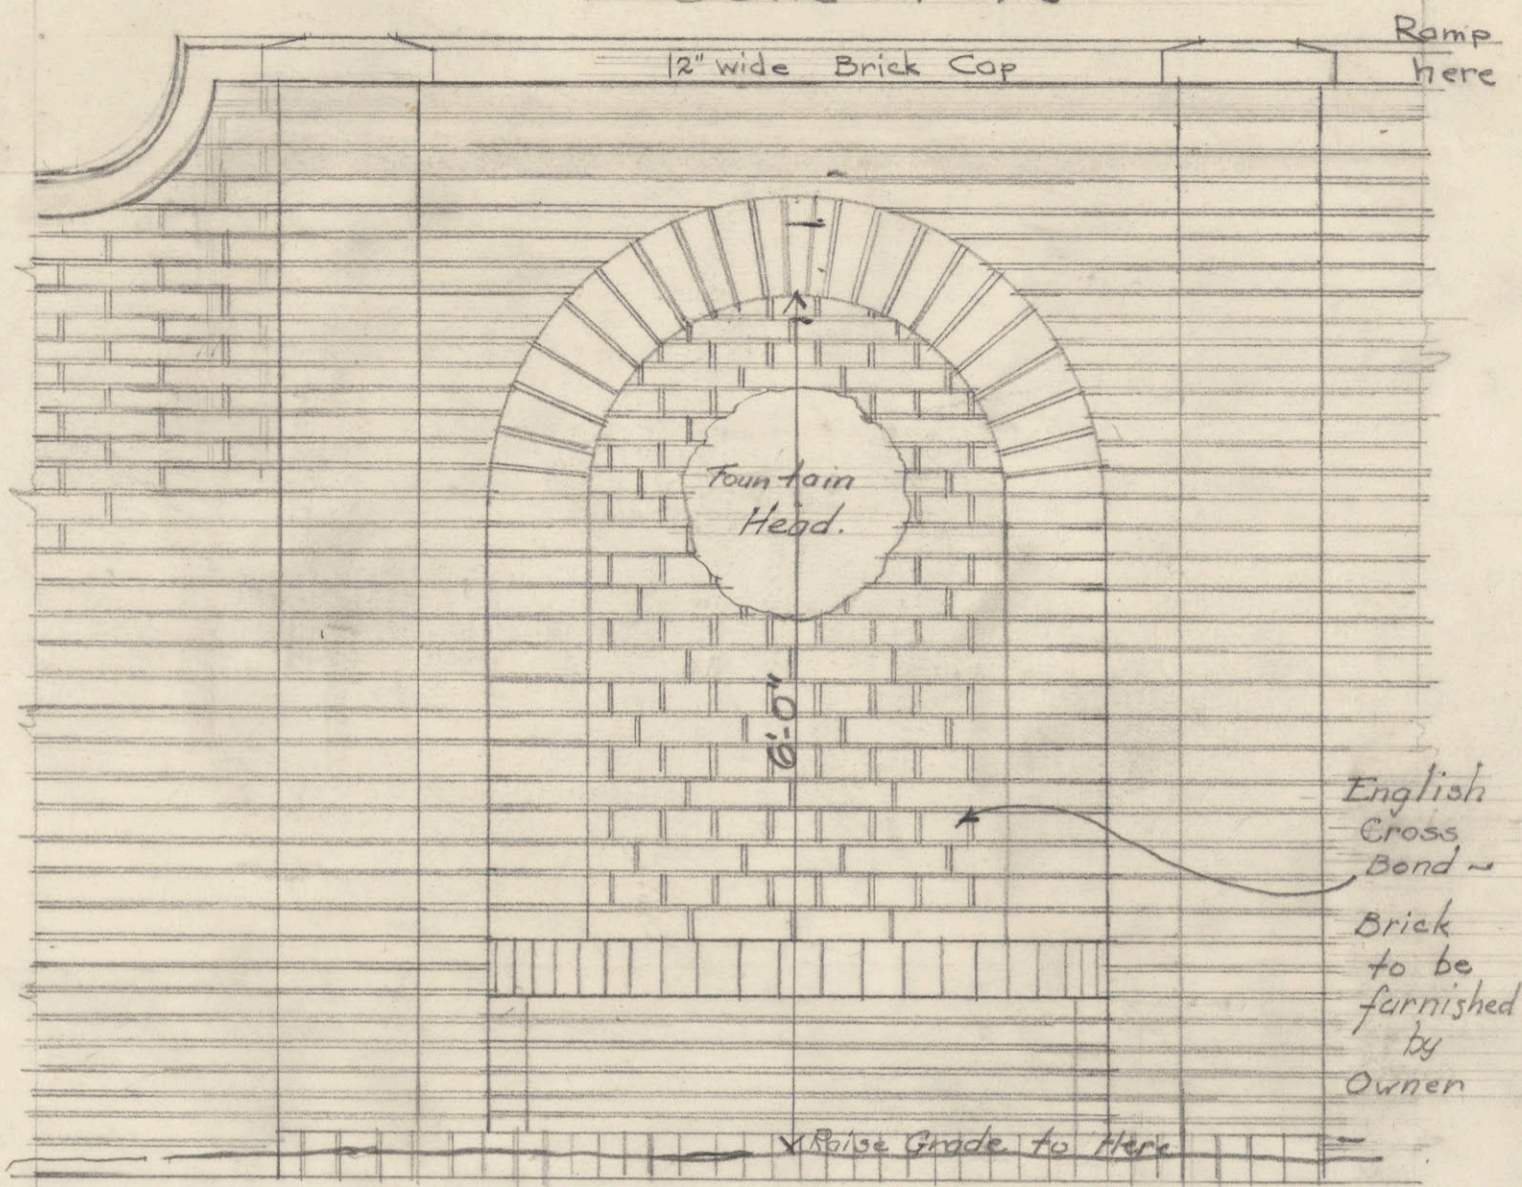 Ramp
here
12" wide Brick Cap
Fountain
Head.
6'-0"
English
Cross
Bond ~
Brick
to be
furnished
by
Owner
Raise Grade to Here